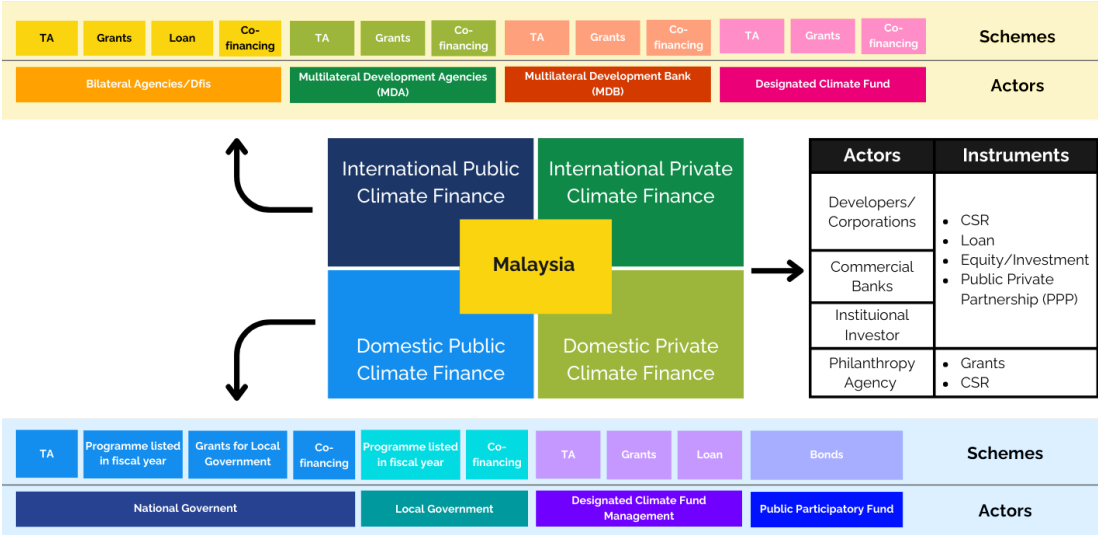 TA
Grants
Loan
Co-
financing
TA
Grants
Co-
financing
TA
Grants
Co-
financing
TA
Grants
Co-
financing
Schemes
Bilateral Agencies/Dfis
Multilateral Development Agencies
(MDA)
Multilateral Development Bank
(MDB)
Designated Climate Fund
Actors
International Public
Climate Finance
International Private
Climate Finance
Malaysia
Domestic Public
Climate Finance
Domestic Private
Climate Finance
Actors
Instruments
Developers/
Corporations
Commercial
Banks
Instituional
Investor
• CSR
• Loan
• Equity/Investment
• Public Private
Partnership (PPP)
Philanthropy
Agency
• Grants
• CSR
TA
Programme listed
in fiscal year
Grants for Local
Government
Co-
financing
Programme listed
in fiscal year
Co-
financing
TA
Grants
Loan
Bonds
Schemes
National Governent
Local Government
Designated Climate Fund
Management
Public Participatory Fund
Actors